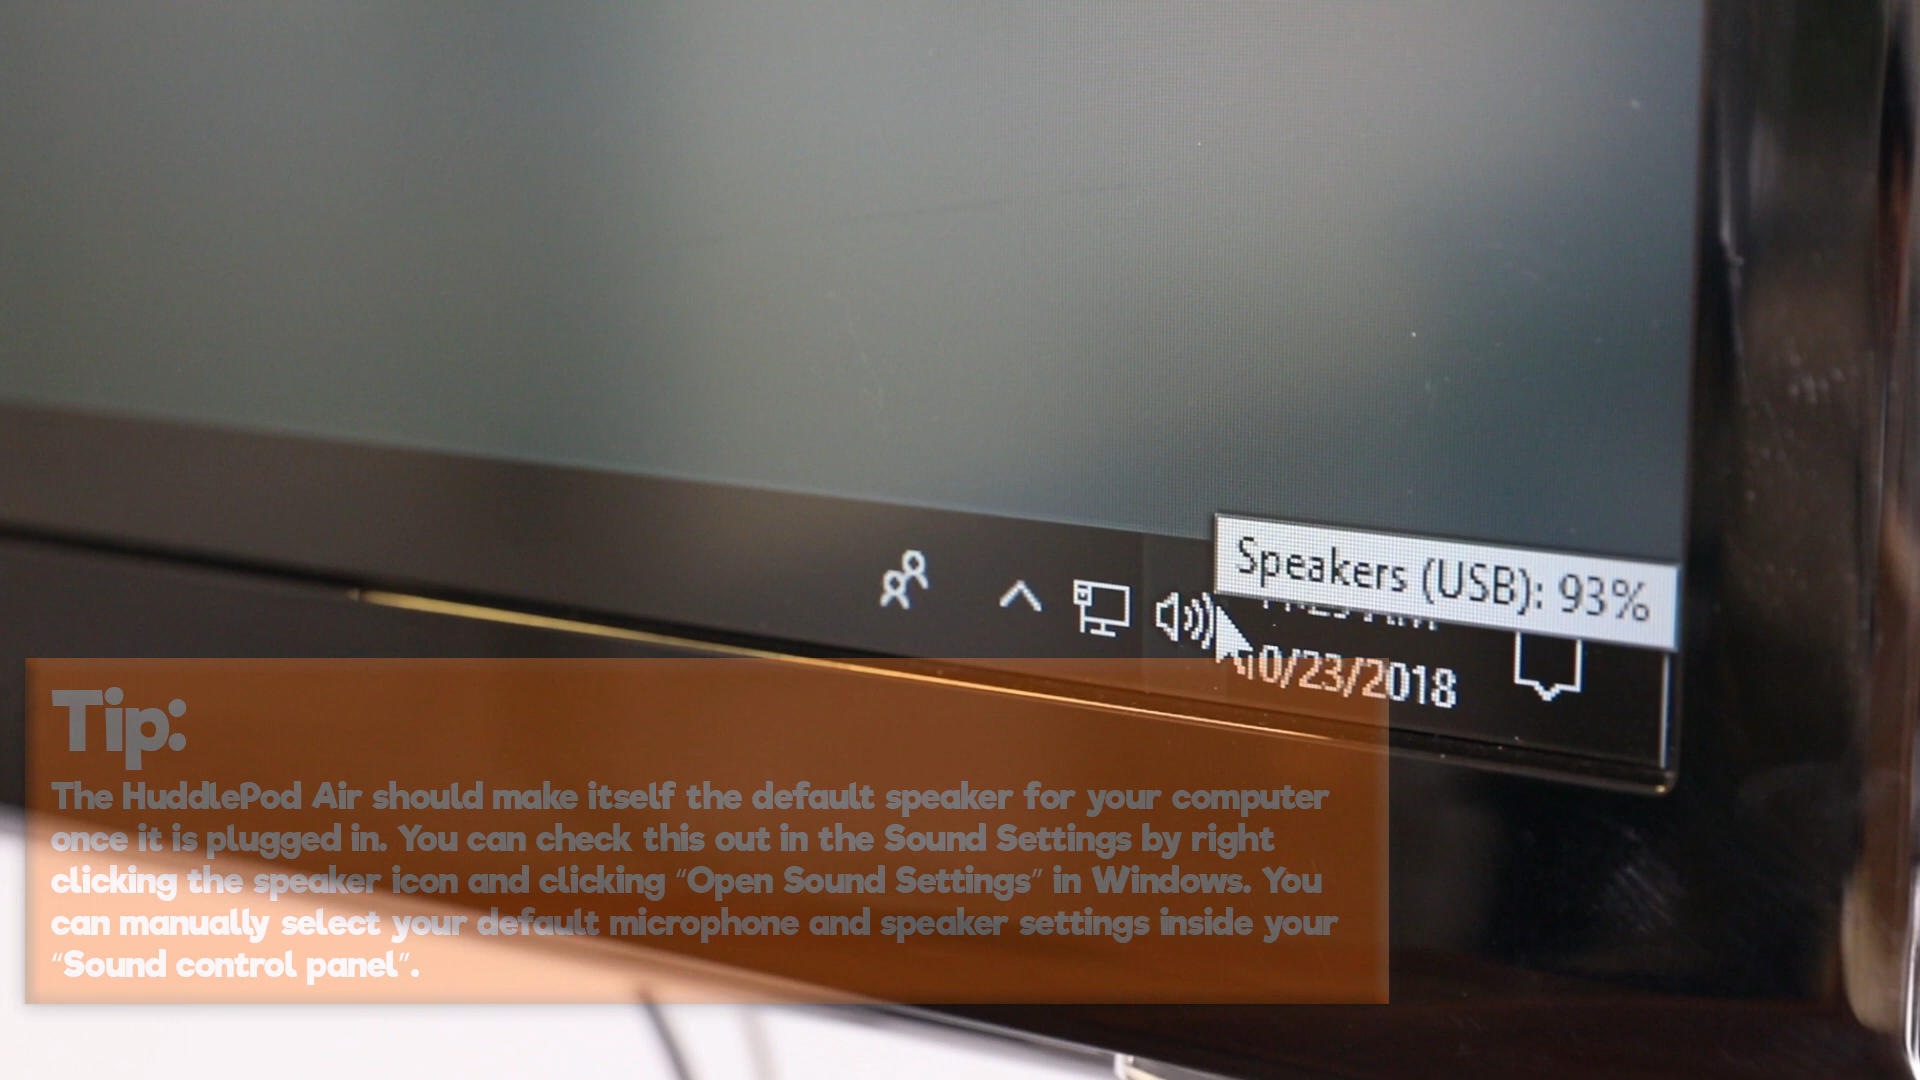 Speakers (USB): 93%
10/23/2018
Tip:
The HuddlePod Air should make itself the default speaker for your computer
once it is plugged in. You can check this out in the Sound Settings by right
clicking the speaker icon and clicking “Open Sound Settings” in Windows. You
can manually select your default microphone and speaker settings inside your
“Sound control panel”.